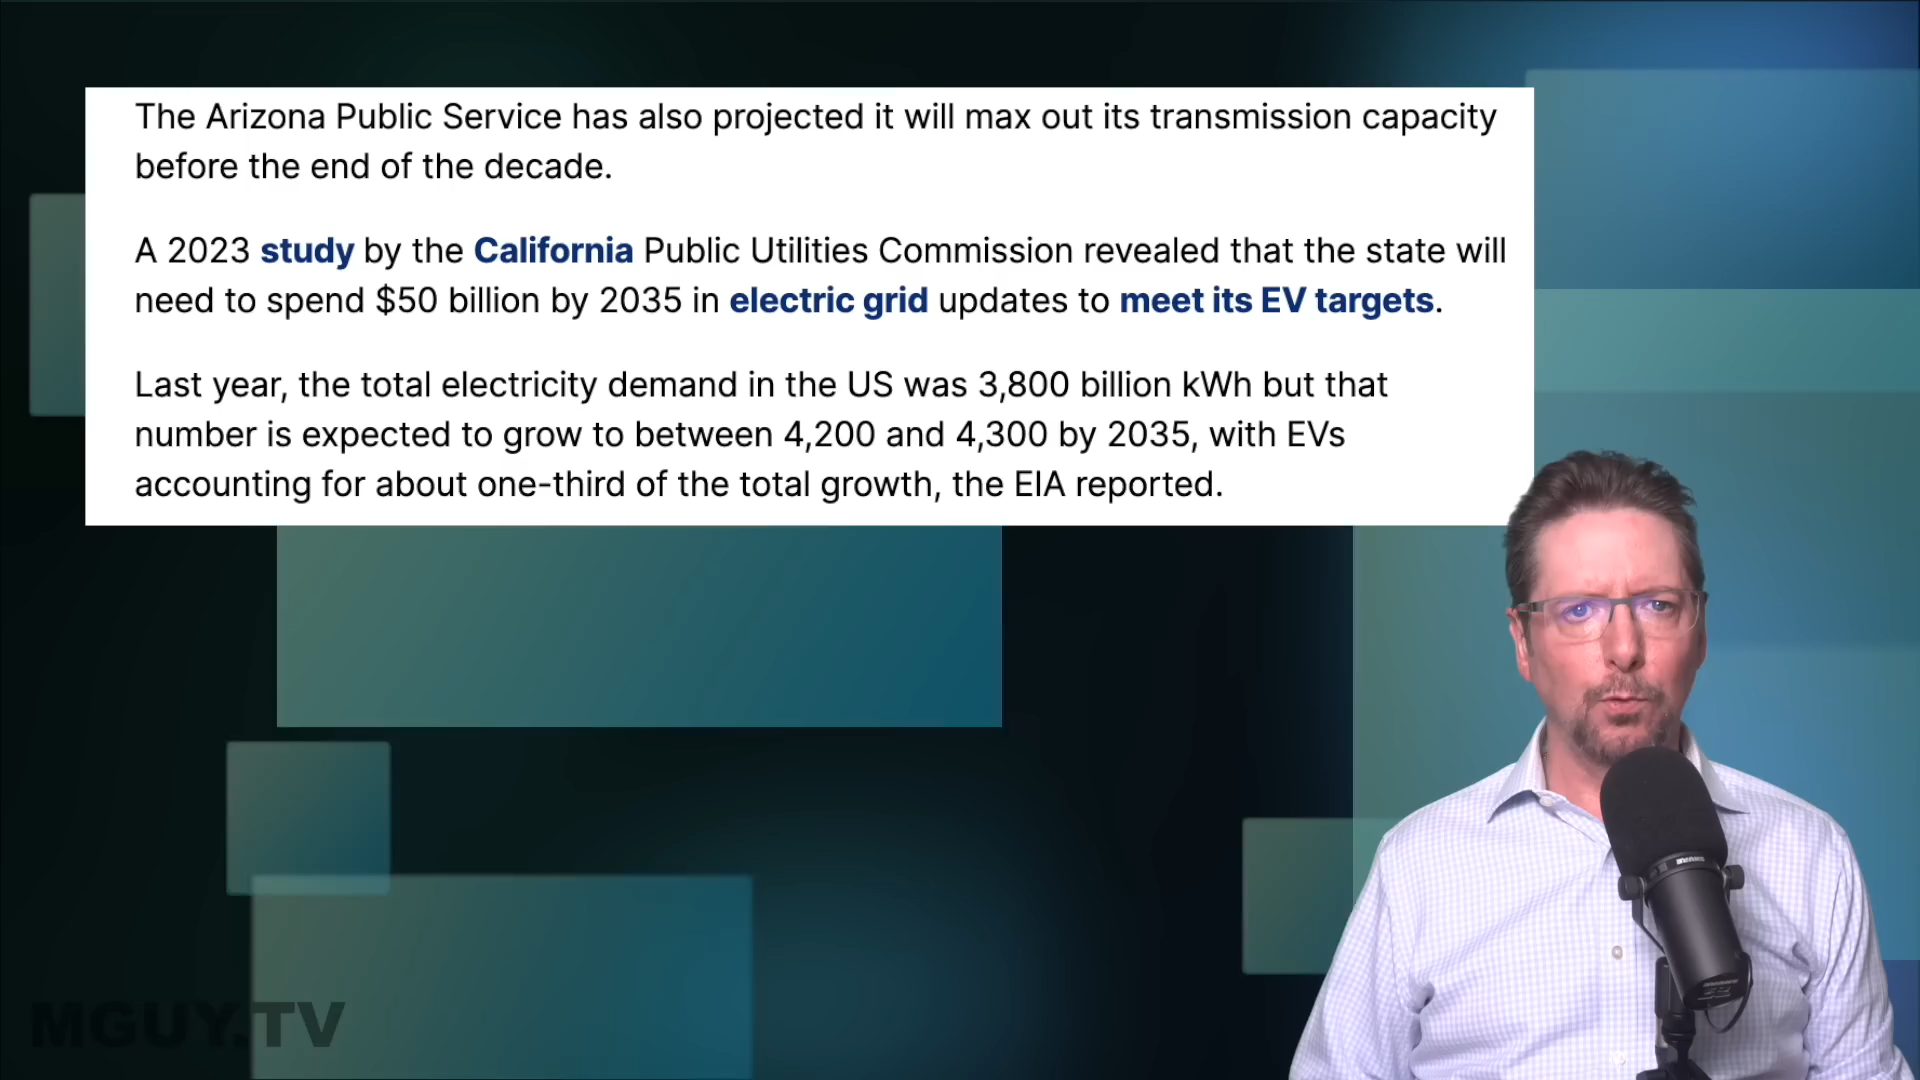 The Arizona Public Service has also projected it will max out its transmission capacity
before the end of the decade.
A 2023 study by the California Public Utilities Commission revealed that the state will
need to spend $50 billion by 2035 in electric grid updates to meet its EV targets.
Last year, the total electricity demand in the US was 3,800 billion kWh but that
number is expected to grow to between 4,200 and 4,300 by 2035, with EVs
accounting for about one-third of the total growth, the EIA reported.
MGUY.TV